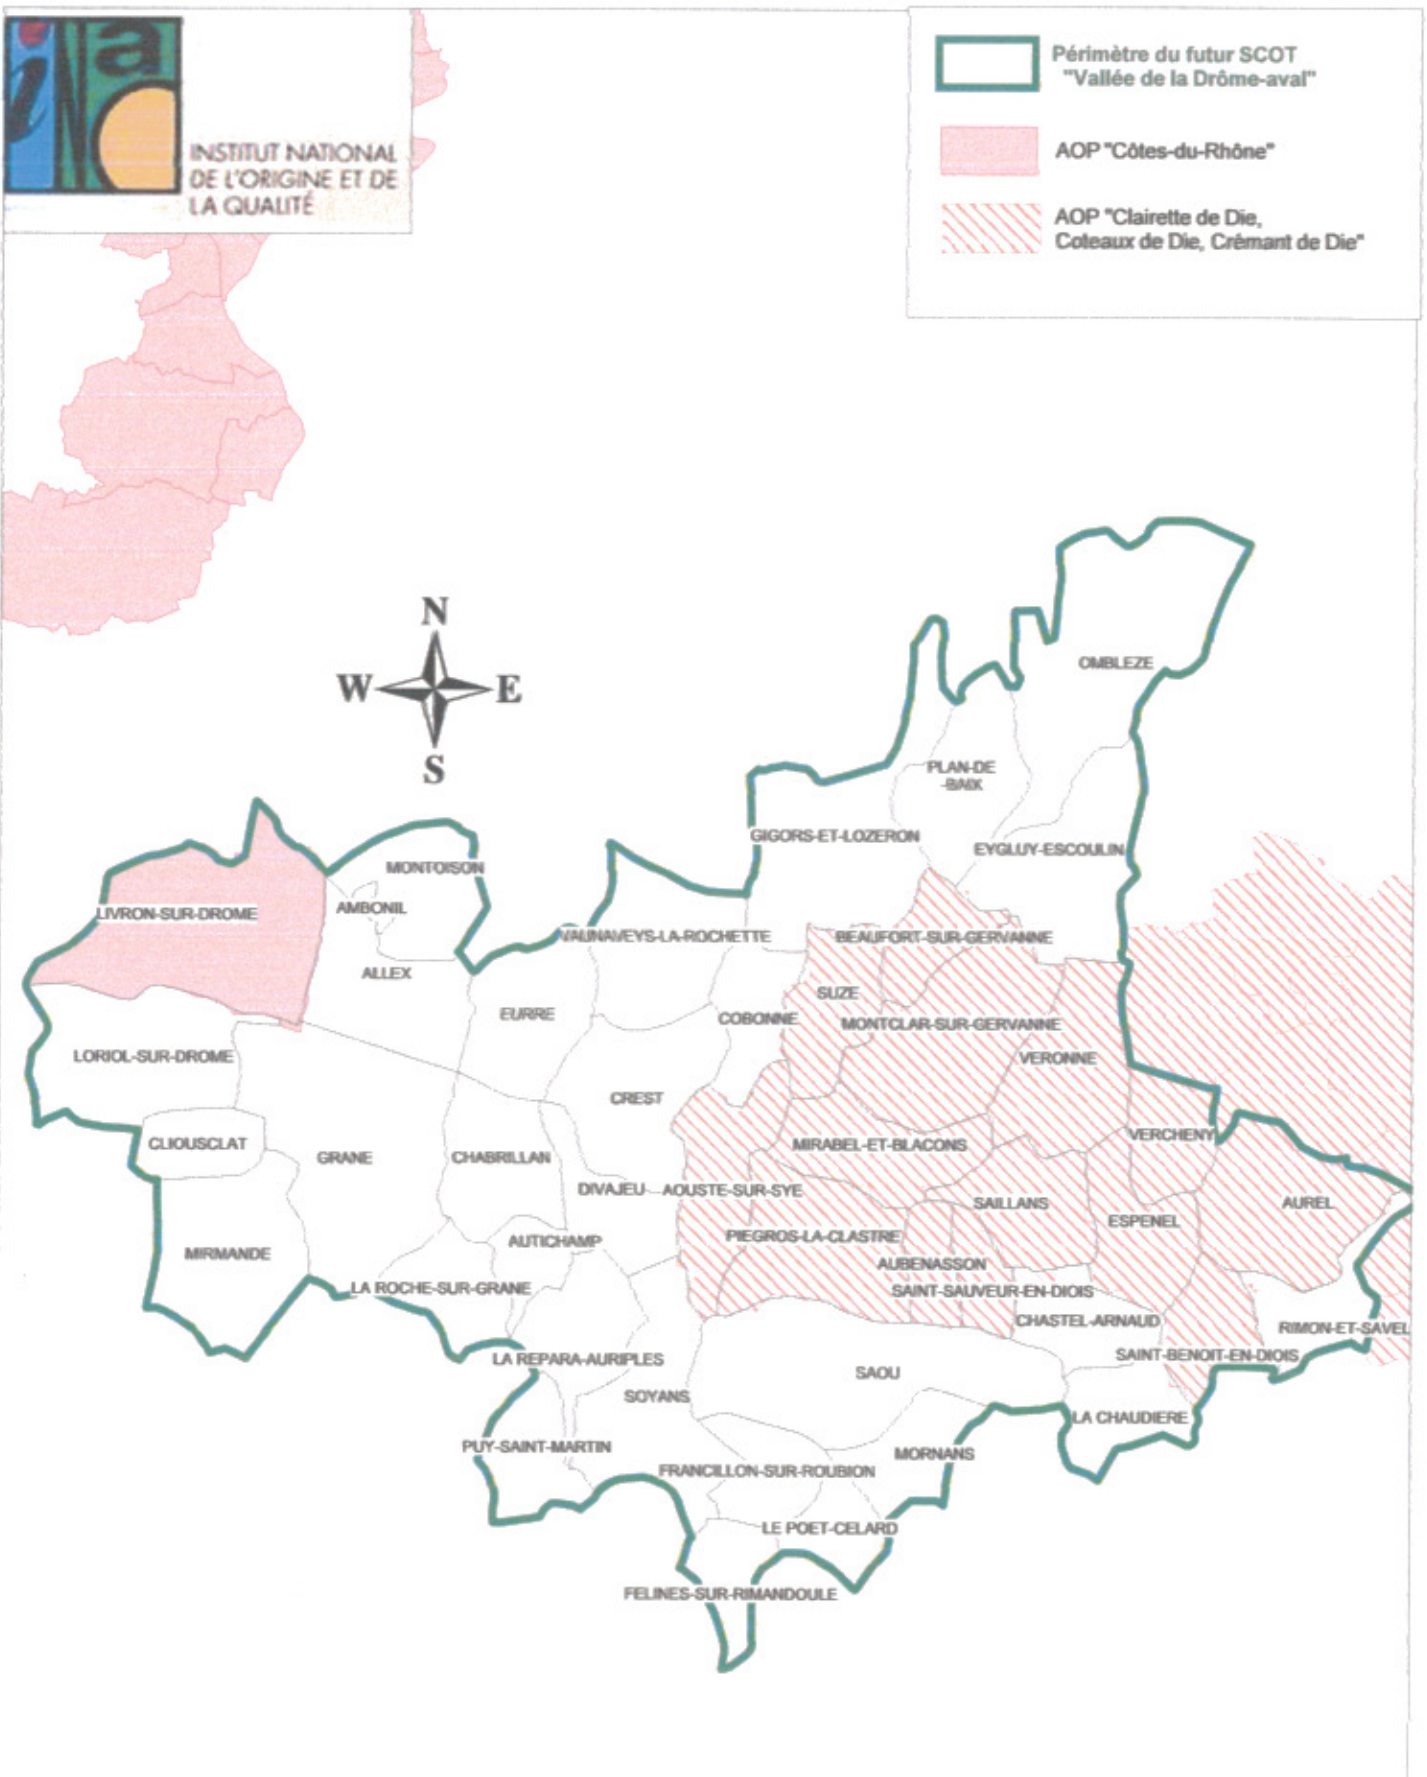 inao
INSTITUT NATIONAL
DE L'ORIGINE ET DE
LA QUALITÉ
Périmètre du futur SCOT
"Vallée de la Drôme-aval"
AOP "Côtes-du-Rhône"
AOP "Clairette de Die,
Coteaux de Die, Crémant de Die"
N
W E
S
OMBLEZE
PLAN-DE
-BAIX
GIGORS-ET-LOZERON
EYGLUY-ESCOULIN
MONTOISON
AMBONIL
LIVRON-SUR-DROME
VAUNAVEYS-LA-ROCHETTE
BEAUFORT-SUR-GERVANNE
ALLEX
SUZE
EURRE
COBONNE
MONTCLAR-SUR-GERVANNE
LORIOL-SUR-DROME
VERONNE
CREST
CLIOUSCLAT
GRANE
CHABRILLAN
MIRABEL-ET-BLACONS
VERCHENY
DIVAJEU
AOUSTE-SUR-SYE
SAILLANS
AUREL
ESPENEL
MIRMANDE
AUTICHAMP
PIEGROS-LA-CLASTRE
AUBENASSON
LA ROCHE-SUR-GRANE
SAINT-SAUVEUR-EN-DIOIS
CHASTEL-ARNAUD
RIMON-ET-SAVEL
LA REPARA-AURIPLES
SAINT-BENOIT-EN-DIOIS
SAOU
SOYANS
LA CHAUDIERE
PUY-SAINT-MARTIN
MORNANS
FRANCILLON-SUR-ROUBION
LE POET-CELARD
FELINES-SUR-RIMANDOULE